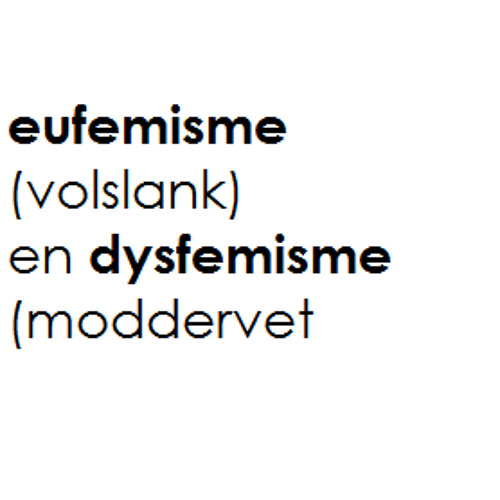 eufemisme
(volslank)
en dysfemisme
(moddervet